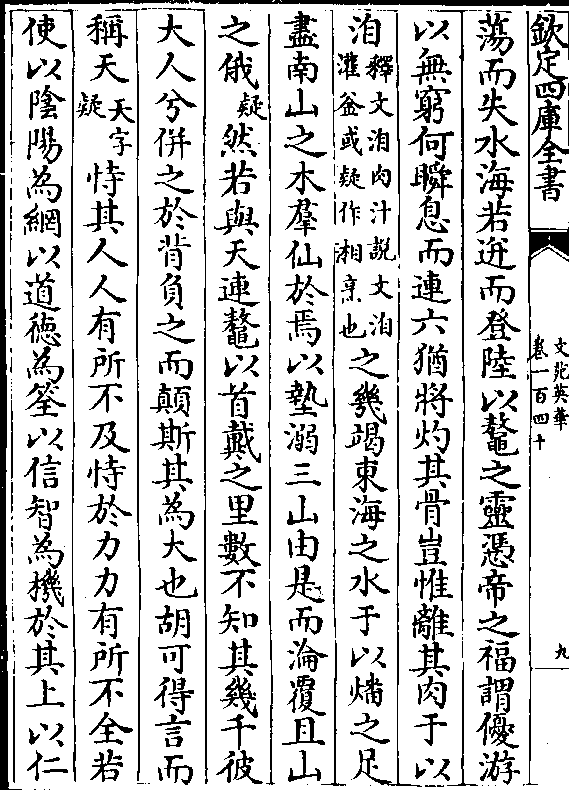 欽定四庫全書
文苑英華
卷一百四十
九
蕩而失水海若迸而登陸以鼇之靈憑帝之福謂優游
以無窮何瞬息而連六猶將灼其骨豈惟離其肉于以
洎釋文洎肉汁説文洎灌釡或疑作相烹也之幾竭東海之水于以燔之足
盡南山之木羣仙於焉以墊溺三山由是而淪覆且山
之俄疑然若與天連鼇以首戴之里數不知其幾千彼
大人兮併之於背負之而顛斯其為大也胡可得言而
稱天天字疑恃其人人有所不及恃於力力有所不全若
使以陰陽為網以道徳為筌以信智為機於其上以仁